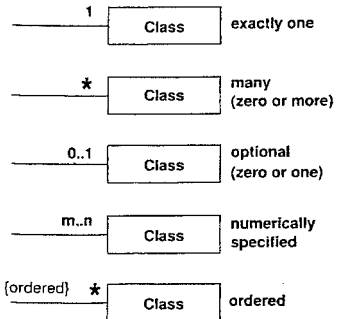 1
Class
exactly one
*
Class
many
(zero or more)
0..1
Class
optional
(zero or one)
m..n
Class
numerically
specified
{ordered} *
Class
ordered